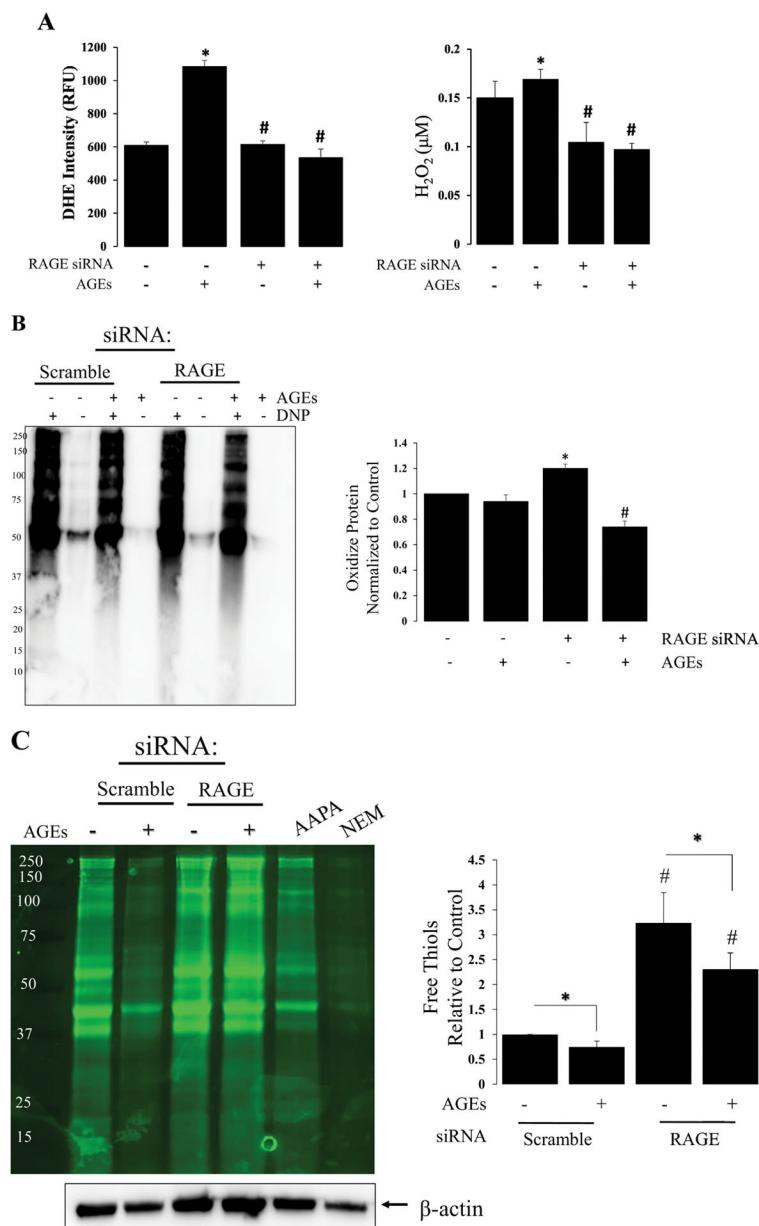 A
DHE Intensity (RFU)
1200
1000
800
600
400
200
0
*
#
#
RAGE siRNA - - + +
AGEs - + - +
H₂O₂ (μM)
0.2
0.15
0.1
0.05
0
*
#
#
RAGE siRNA - - + +
AGEs - + - +
B
siRNA:
Scramble RAGE
- - + + - - + + AGEs
+ - + - + - + - DNP
250
150
100
75
50
37
25
20
15
10
Oxidize Protein
Normalized to Control
1.4
1.2
1
0.8
0.6
0.4
0.2
0
*
#
- - + + RAGE siRNA
- + - + AGEs
C
siRNA:
Scramble RAGE AAPA NEM
AGEs - + - +
250
150
100
75
50
37
25
15
β-actin
Free Thiols
Relative to Control
4.5
4
3.5
3
2.5
2
1.5
1
0.5
0
*
#
*
#
AGEs - + - +
siRNA Scramble RAGE